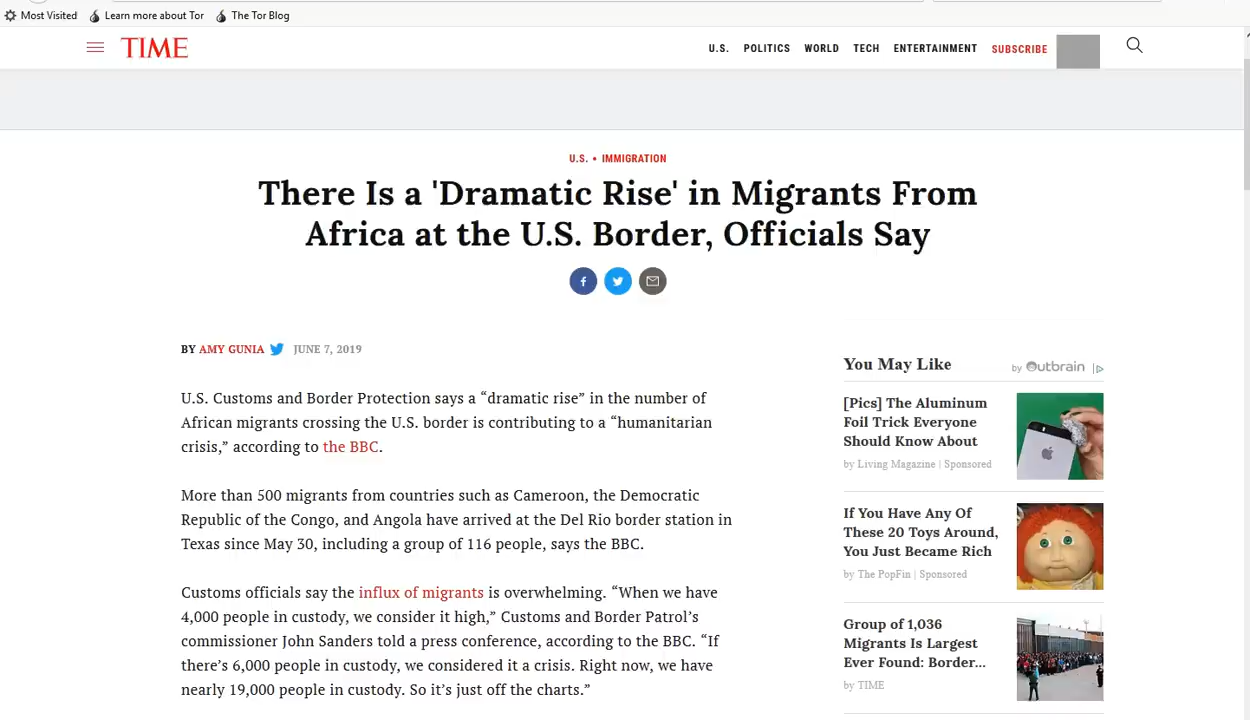 Most Visited Learn more about Tor The Tor Blog
TIME U.S. POLITICS WORLD TECH ENTERTAINMENT SUBSCRIBE
U.S. • IMMIGRATION
There Is a 'Dramatic Rise' in Migrants From
Africa at the U.S. Border, Officials Say
BY AMY GUNIA JUNE 7, 2019
U.S. Customs and Border Protection says a “dramatic rise” in the number of
African migrants crossing the U.S. border is contributing to a “humanitarian
crisis,” according to the BBC.
More than 500 migrants from countries such as Cameroon, the Democratic
Republic of the Congo, and Angola have arrived at the Del Rio border station in
Texas since May 30, including a group of 116 people, says the BBC.
Customs officials say the influx of migrants is overwhelming. “When we have
4,000 people in custody, we consider it high,” Customs and Border Patrol’s
commissioner John Sanders told a press conference, according to the BBC. “If
there’s 6,000 people in custody, we considered it a crisis. Right now, we have
nearly 19,000 people in custody. So it’s just off the charts.”
You May Like by Outbrain
[Pics] The Aluminum
Foil Trick Everyone
Should Know About
by Living Magazine | Sponsored
If You Have Any Of
These 20 Toys Around,
You Just Became Rich
by The PopFin | Sponsored
Group of 1,036
Migrants Is Largest
Ever Found: Border...
by TIME